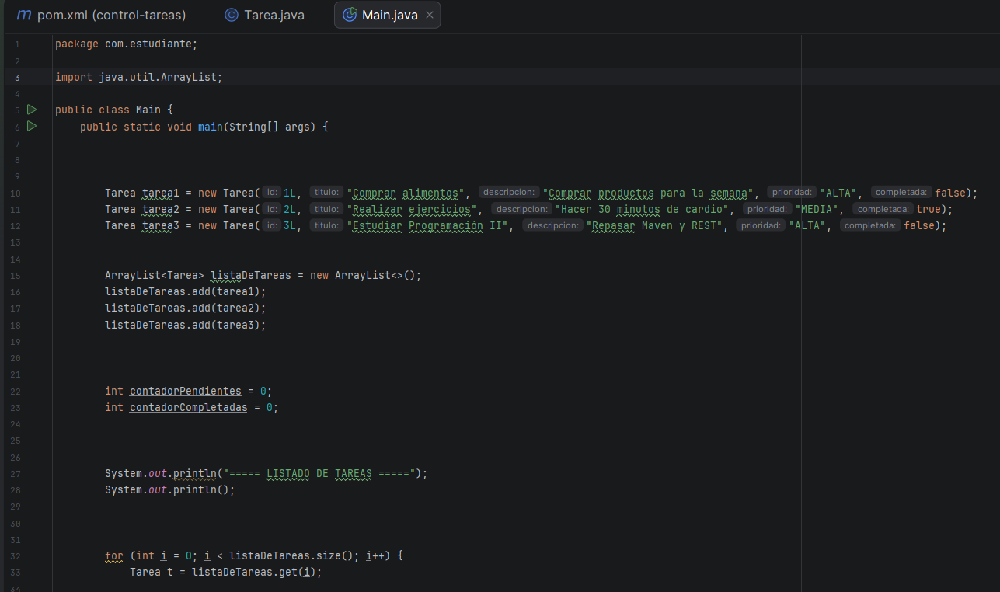 m pom.xml (control-tareas) © Tarea.java © Main.java ×
1 package com.estudiante;
2
3 import java.util.ArrayList;
4
5 public class Main {
6 public static void main(String[] args) {
7
8
9
10 Tarea tarea1 = new Tarea( id: 1L, titulo: "Comprar alimentos", descripcion: "Comprar productos para la semana", prioridad: "ALTA", completada: false);
11 Tarea tarea2 = new Tarea( id: 2L, titulo: "Realizar ejercicios", descripcion: "Hacer 30 minutos de cardio", prioridad: "MEDIA", completada: true);
12 Tarea tarea3 = new Tarea( id: 3L, titulo: "Estudiar Programación II", descripcion: "Repasar Maven y REST", prioridad: "ALTA", completada: false);
13
14
15 ArrayList<Tarea> listaDeTareas = new ArrayList<>();
16 listaDeTareas.add(tarea1);
17 listaDeTareas.add(tarea2);
18 listaDeTareas.add(tarea3);
19
20
21
22 int contadorPendientes = 0;
23 int contadorCompletadas = 0;
24
25
26
27 System.out.println("===== LISTADO DE TAREAS =====");
28 System.out.println();
29
30
31
32 for (int i = 0; i < listaDeTareas.size(); i++) {
33 Tarea t = listaDeTareas.get(i);
34